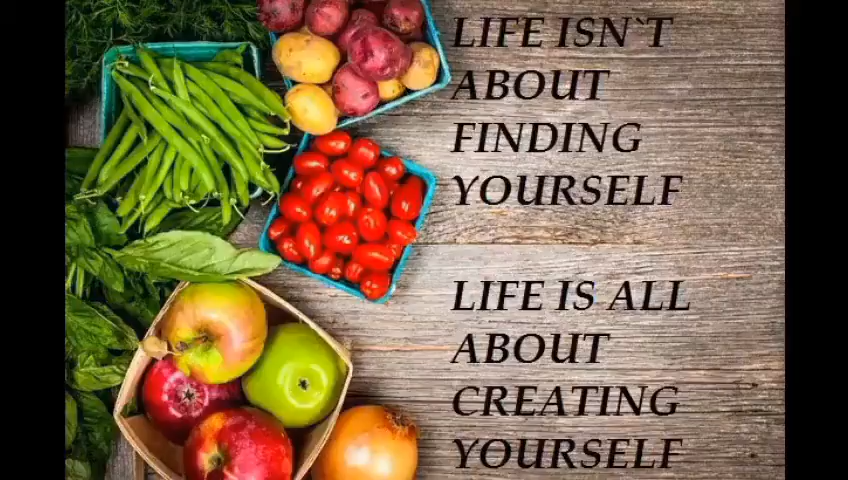 LIFE ISN`T
ABOUT
FINDING
YOURSELF
LIFE IS ALL
ABOUT
CREATING
YOURSELF